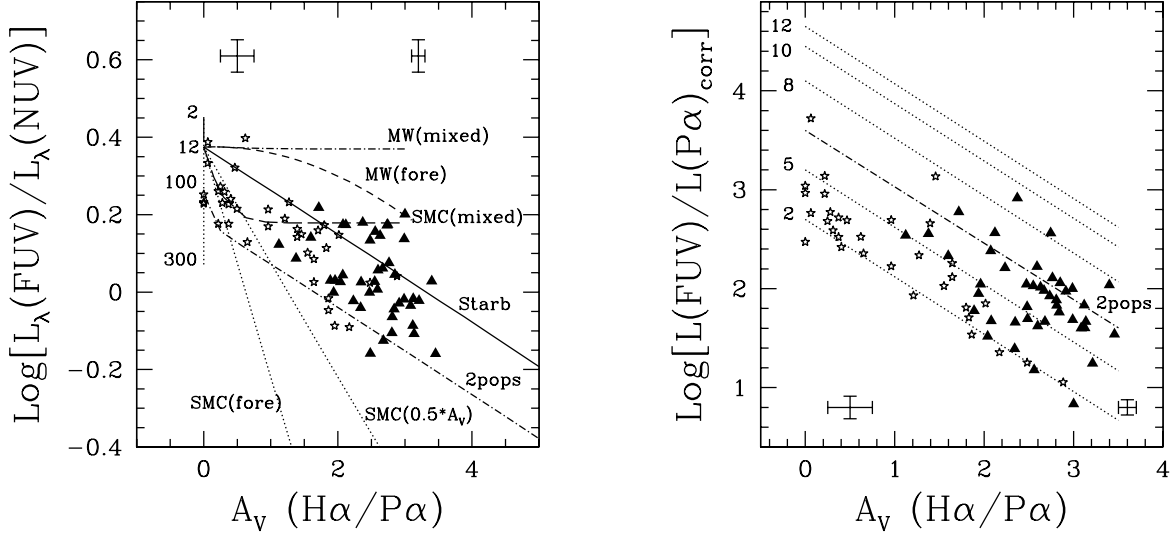 Log[L_λ(FUV)/L_λ(NUV)]
0.6
0.4
0.2
0
-0.2
-0.4
2
12
100
300
MW(mixed)
MW(fore)
SMC(mixed)
Starb
2pops
SMC(fore)
SMC(0.5*A_V)
0
2
4
A_V (Hα/Pα)
Log[L(FUV)/L(Pα)_corr]
4
3
2
1
12
10
8
5
2
2pops
0
1
2
3
4
A_V (Hα/Pα)